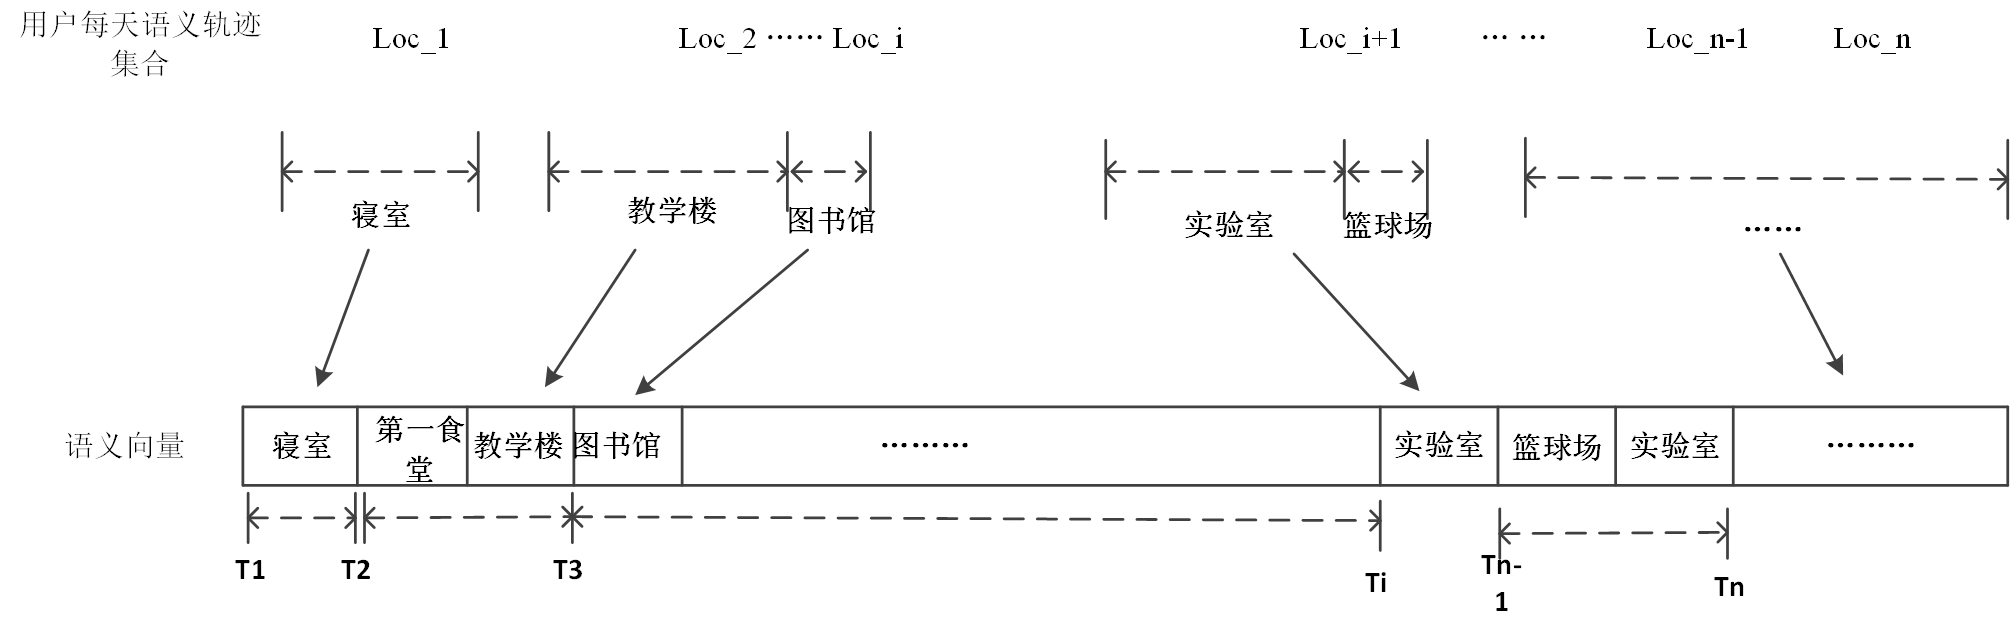 用户每天语义轨迹
集合
Loc_1
Loc_2 …… Loc_i
Loc_i+1
… …
Loc_n-1
Loc_n
寝室
教学楼
图书馆
实验室
篮球场
……
语义向量
寝室
第一食
堂
教学楼
图书馆
………
实验室
篮球场
实验室
………
T1
T2
T3
Ti
Tn-
1
Tn